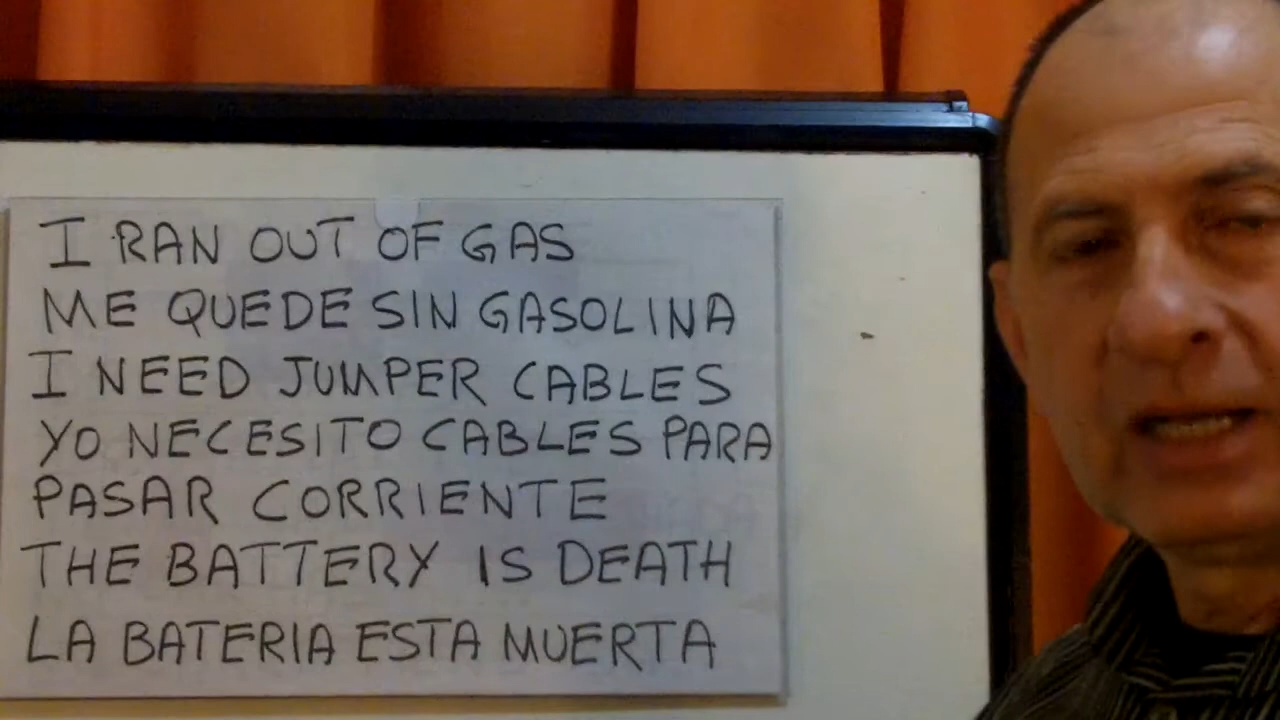 I RAN OUT OF GAS
ME QUEDE SIN GASOLINA
I NEED JUMPER CABLES
YO NECESITO CABLES PARA
PASAR CORRIENTE
THE BATTERY IS DEATH
LA BATERIA ESTA MUERTA